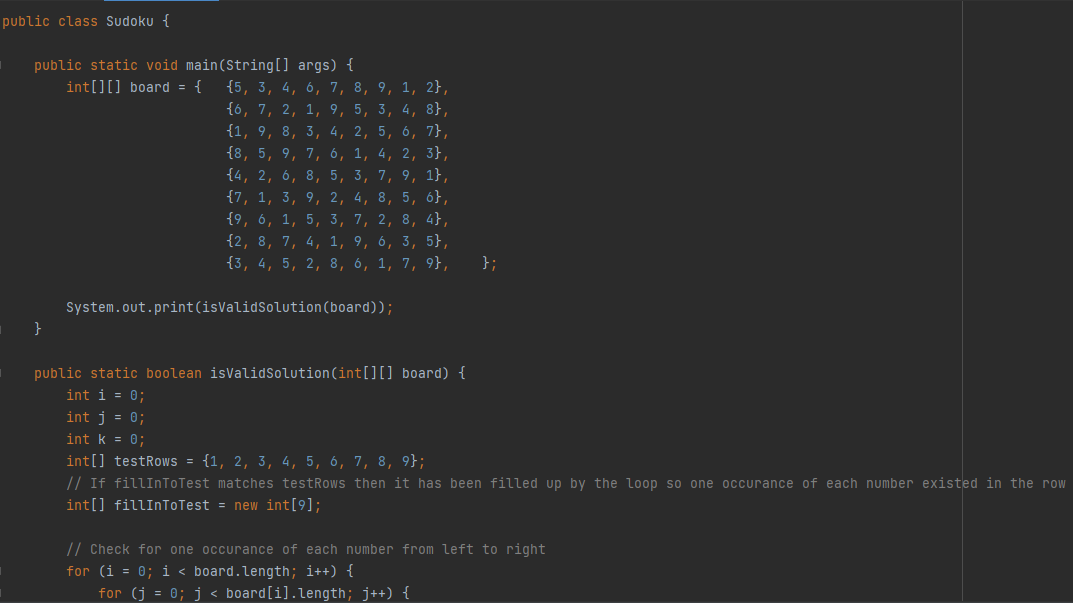 public class Sudoku {
public static void main(String[] args) {
int[][] board = {   {5, 3, 4, 6, 7, 8, 9, 1, 2},
{6, 7, 2, 1, 9, 5, 3, 4, 8},
{1, 9, 8, 3, 4, 2, 5, 6, 7},
{8, 5, 9, 7, 6, 1, 4, 2, 3},
{4, 2, 6, 8, 5, 3, 7, 9, 1},
{7, 1, 3, 9, 2, 4, 8, 5, 6},
{9, 6, 1, 5, 3, 7, 2, 8, 4},
{2, 8, 7, 4, 1, 9, 6, 3, 5},
{3, 4, 5, 2, 8, 6, 1, 7, 9},    };
System.out.print(isValidSolution(board));
}
public static boolean isValidSolution(int[][] board) {
int i = 0;
int j = 0;
int k = 0;
int[] testRows = {1, 2, 3, 4, 5, 6, 7, 8, 9};
// If fillInToTest matches testRows then it has been filled up by the loop so one occurance of each number existed in the row
int[] fillInToTest = new int[9];
// Check for one occurance of each number from left to right
for (i = 0; i < board.length; i++) {
for (j = 0; j < board[i].length; j++) {